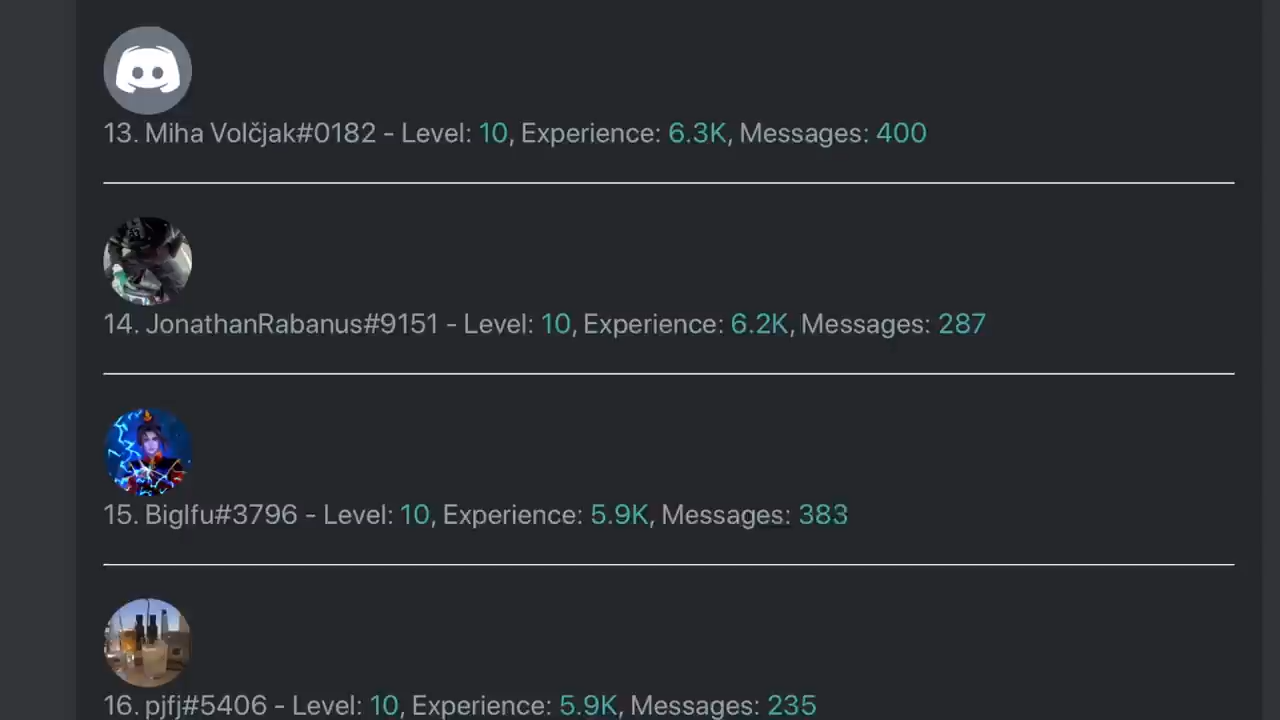 13. Miha Volčjak#0182 - Level: 10, Experience: 6.3K, Messages: 400
14. JonathanRabanus#9151 - Level: 10, Experience: 6.2K, Messages: 287
15. BigIfu#3796 - Level: 10, Experience: 5.9K, Messages: 383
16. pjfj#5406 - Level: 10, Experience: 5.9K, Messages: 235